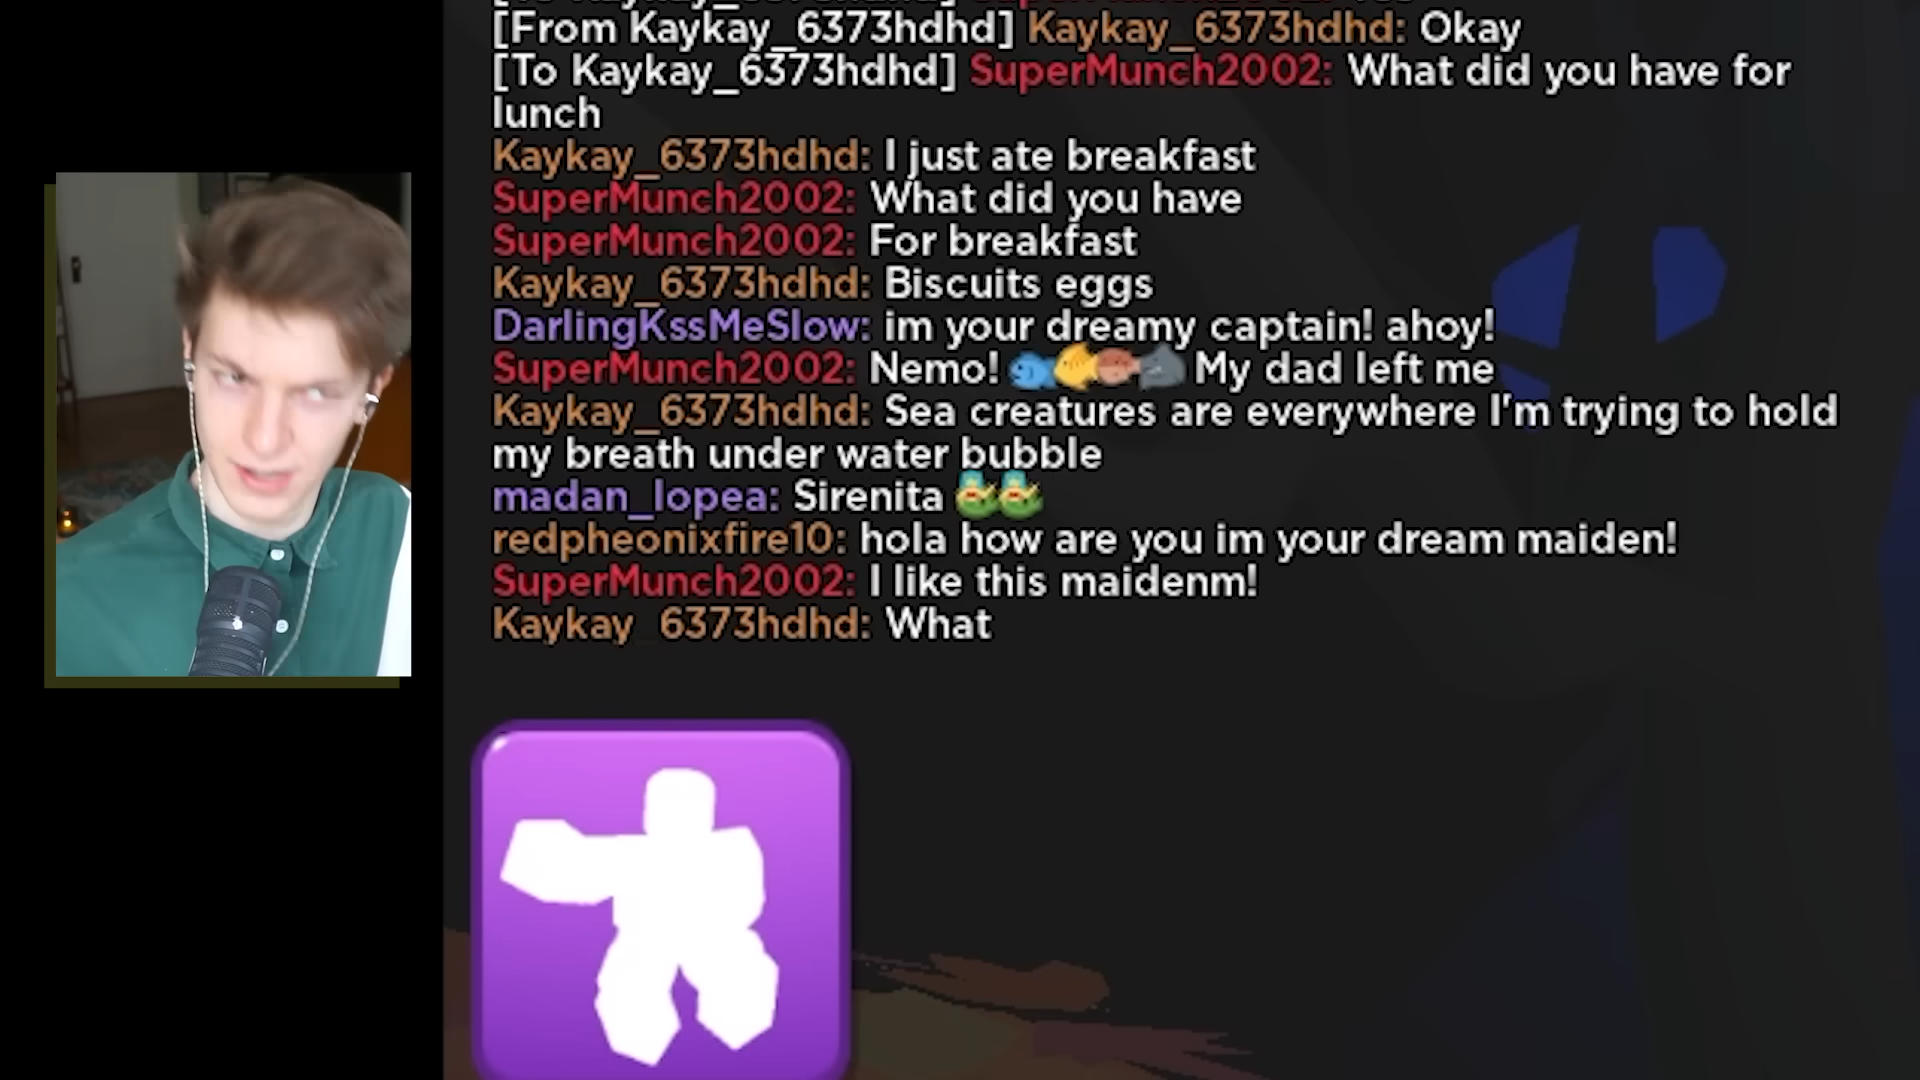 [From Kaykay_6373hdhd] Kaykay_6373hdhd: Okay
[To Kaykay_6373hdhd] SuperMunch2002: What did you have for
lunch
Kaykay_6373hdhd: I just ate breakfast
SuperMunch2002: What did you have
SuperMunch2002: For breakfast
Kaykay_6373hdhd: Biscuits eggs
DarlingKssMeSlow: im your dreamy captain! ahoy!
SuperMunch2002: Nemo! 🐟🐠🐡🦈 My dad left me
Kaykay_6373hdhd: Sea creatures are everywhere I'm trying to hold
my breath under water bubble
madan_lopea: Sirenita
redpheonixfire10: hola how are you im your dream maiden!
SuperMunch2002: I like this maidenm!
Kaykay_6373hdhd: What